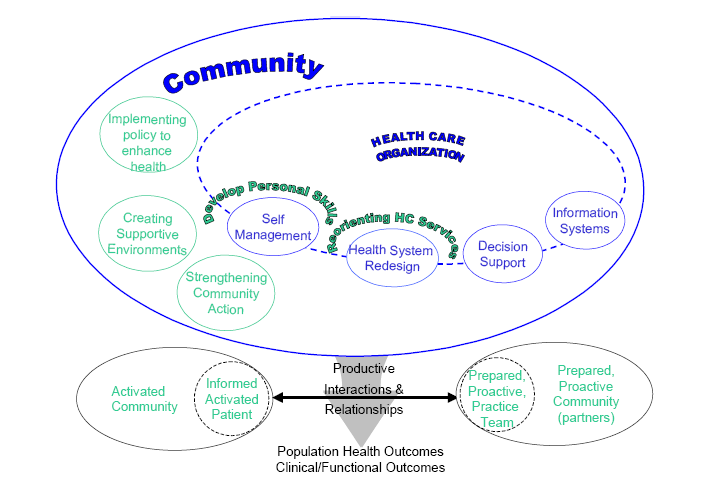 Community
Implementing
policy to
enhance
health
HEALTH CARE
ORGANIZATION
Develop Personal Skills
Reorienting HC Services
Creating
Supportive
Environments
Self
Management
Health System
Redesign
Decision
Support
Information
Systems
Strengthening
Community
Action
Activated
Community
Informed
Activated
Patient
Productive
Interactions &
Relationships
Prepared,
Proactive,
Practice
Team
Prepared,
Proactive
Community
(partners)
Population Health Outcomes
Clinical/Functional Outcomes